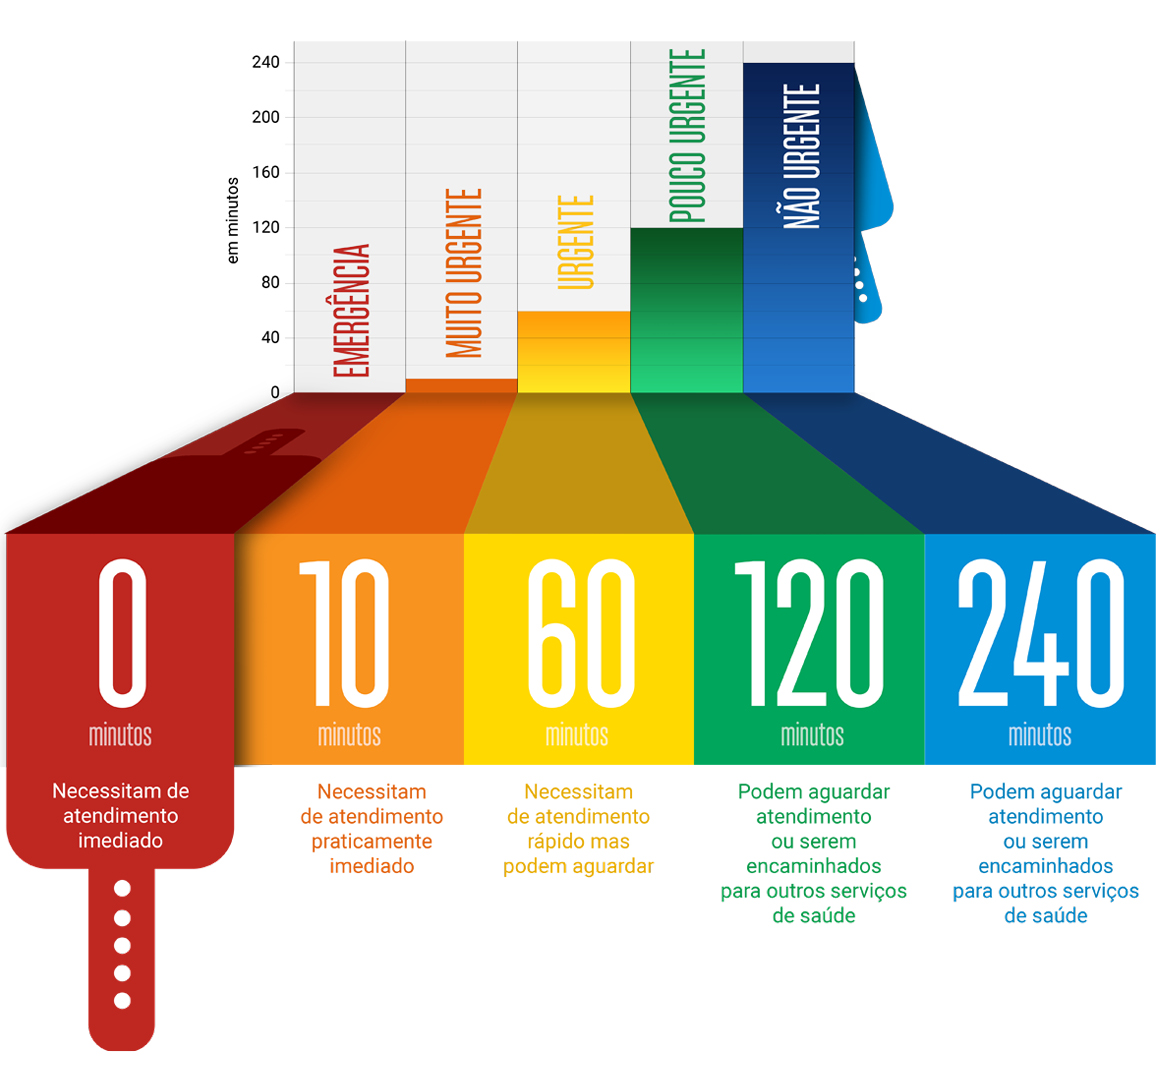 240
200
160
120
80
40
0
em minutos
EMERGÊNCIA
MUITO URGENTE
URGENTE
POUCO URGENTE
NÃO URGENTE
0
minutos
Necessitam de
atendimento
imediado
10
minutos
Necessitam
de atendimento
praticamente
imediado
60
minutos
Necessitam
de atendimento
rápido mas
podem aguardar
120
minutos
Podem aguardar
atendimento
ou serem
encaminhados
para outros serviços
de saúde
240
minutos
Podem aguardar
atendimento
ou serem
encaminhados
para outros serviços
de saúde